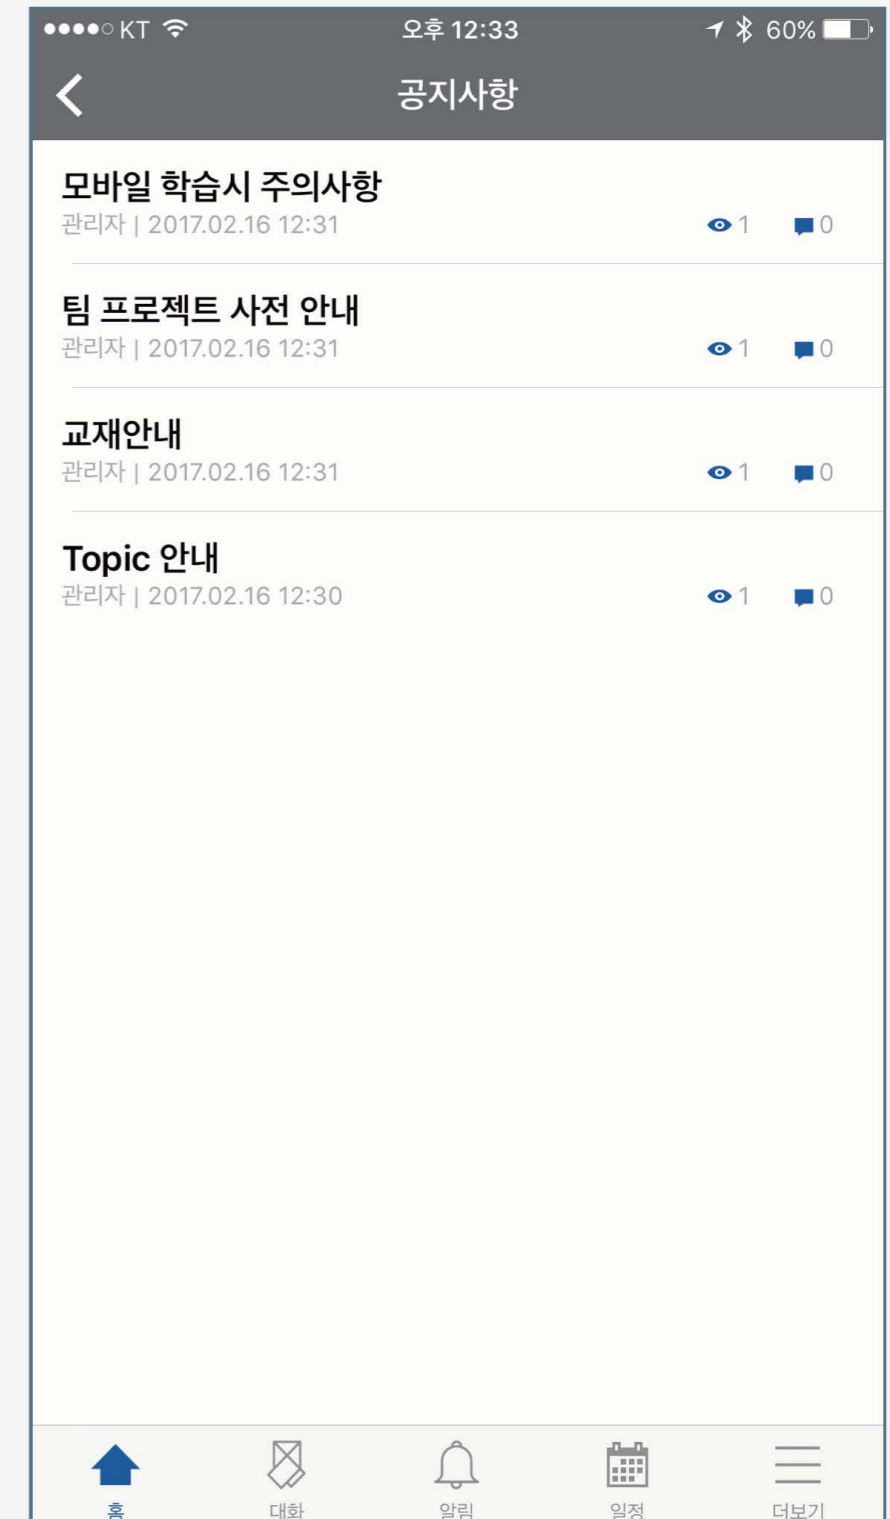 KT 오후 12:33 60%
공지사항
모바일 학습시 주의사항
관리자 | 2017.02.16 12:31 1 0
팀 프로젝트 사전 안내
관리자 | 2017.02.16 12:31 1 0
교재안내
관리자 | 2017.02.16 12:31 1 0
Topic 안내
관리자 | 2017.02.16 12:30 1 0
홈 대화 알림 일정 더보기